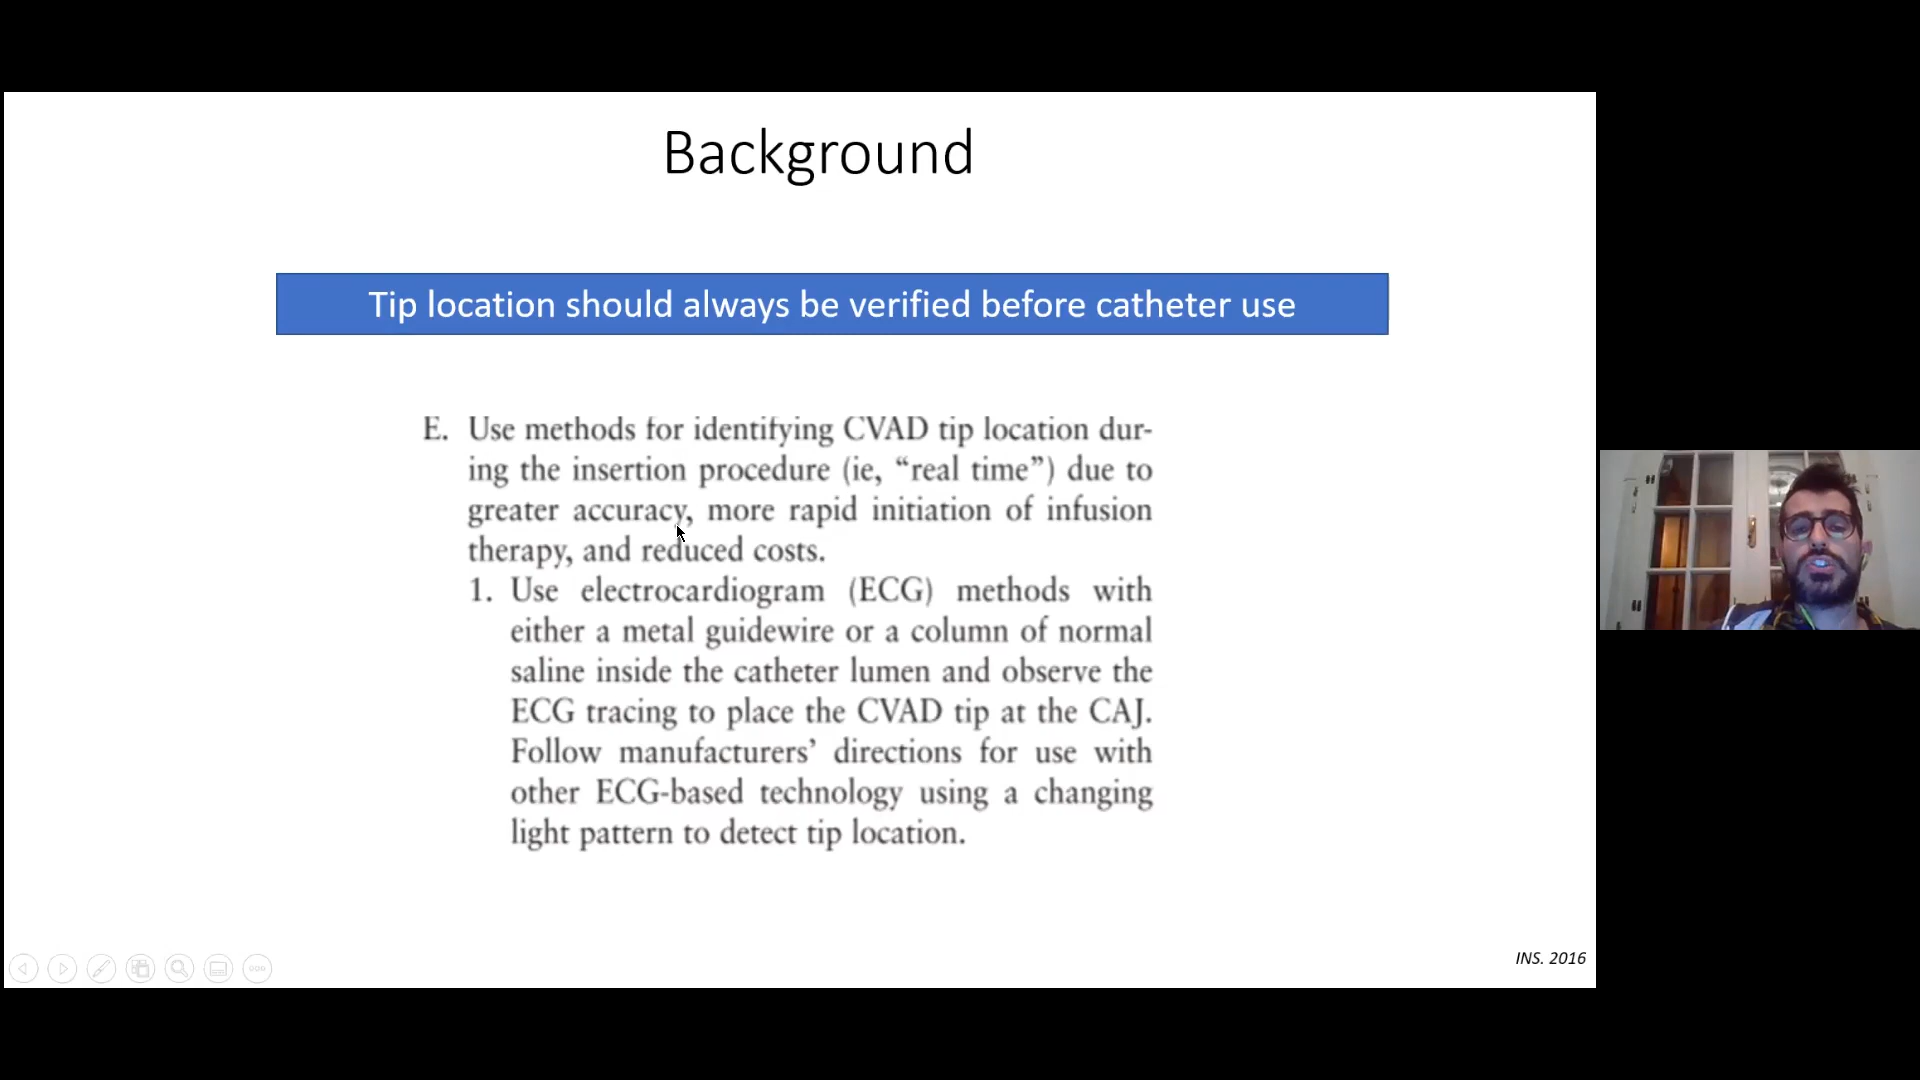 Background
Tip location should always be verified before catheter use
E. Use methods for identifying CVAD tip location dur-
ing the insertion procedure (ie, “real time”) due to
greater accuracy, more rapid initiation of infusion
therapy, and reduced costs.
1. Use electrocardiogram (ECG) methods with
either a metal guidewire or a column of normal
saline inside the catheter lumen and observe the
ECG tracing to place the CVAD tip at the CAJ.
Follow manufacturers’ directions for use with
other ECG-based technology using a changing
light pattern to detect tip location.
INS. 2016